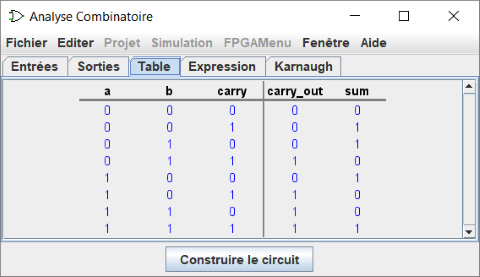 Analyse Combinatoire
Fichier Editer Projet Simulation FPGAMenu Fenêtre Aide
Entrées Sorties Table Expression Karnaugh
a b carry carry_out sum
0 0 0 0 0
0 0 1 0 1
0 1 0 0 1
0 1 1 1 0
1 0 0 0 1
1 0 1 1 0
1 1 0 1 0
1 1 1 1 1
Construire le circuit